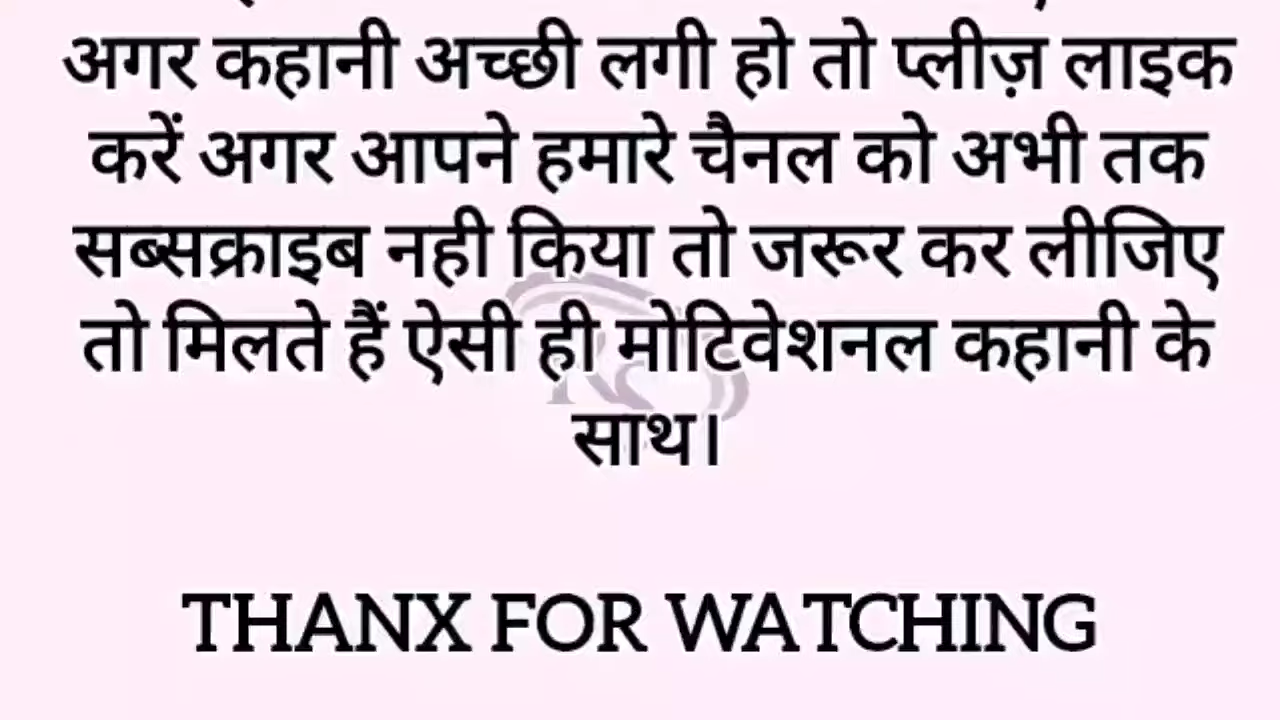 अगर कहानी अच्छी लगी हो तो प्लीज़ लाइक
करें अगर आपने हमारे चैनल को अभी तक
सब्सक्राइब नही किया तो जरूर कर लीजिए
तो मिलते हैं ऐसी ही मोटिवेशनल कहानी के
साथ।
THANX FOR WATCHING